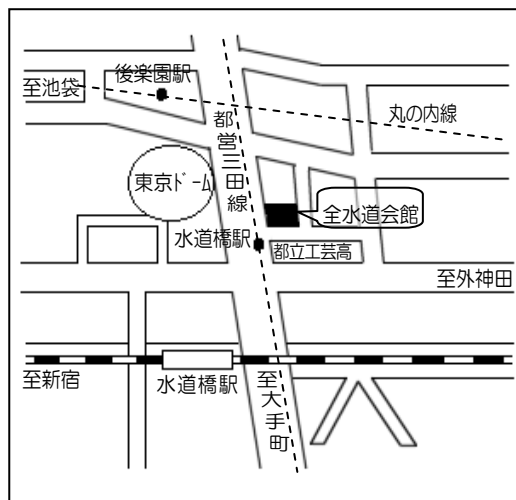 後楽園駅
至池袋
丸の内線
都営三田線
東京ﾄﾞｰﾑ
全水道会館
水道橋駅
都立工芸高
至外神田
至新宿
水道橋駅
至大手町